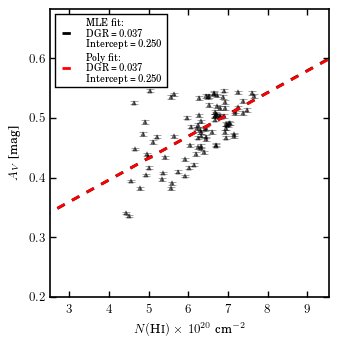 MLE fit:
DGR = 0.037
Intercept = 0.250
Poly fit:
DGR = 0.037
Intercept = 0.250
A_V [mag]
0.6
0.5
0.4
0.3
0.2
3 4 5 6 7 8 9
N(HI) × 10^20 cm^−2